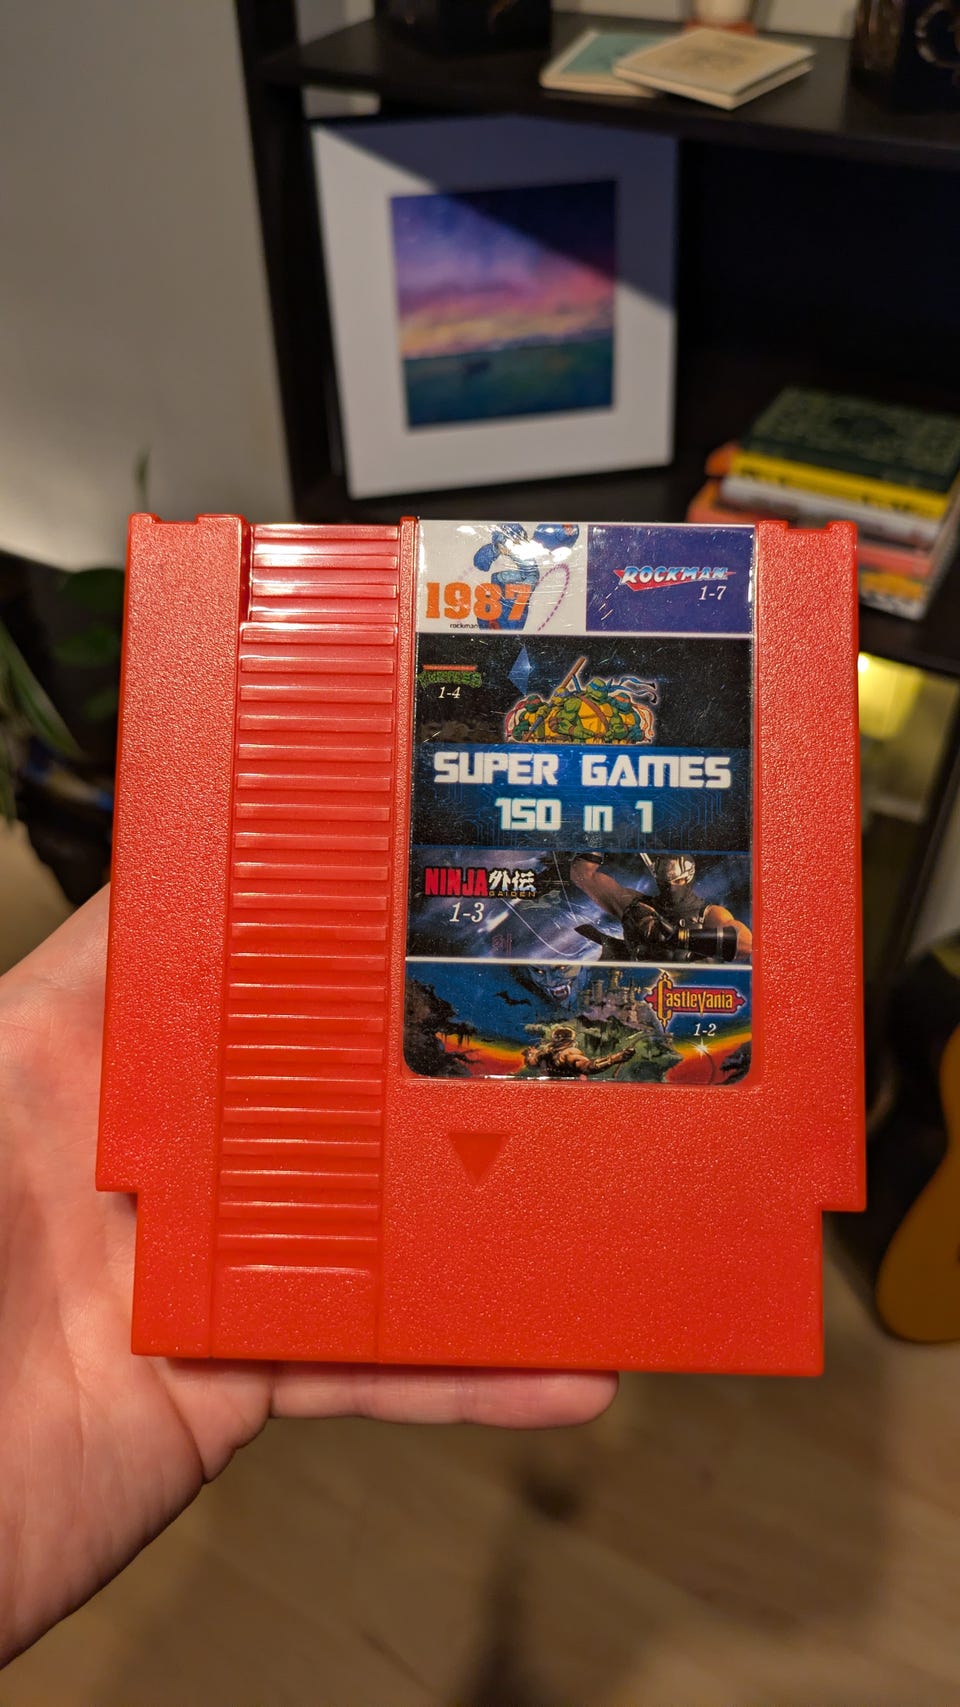 1987
ROCKMAN
1-7
TURTLES
1-4
SUPER GAMES
150 in 1
NINJA外伝
GAIDEN
1-3
Castlevania
1-2